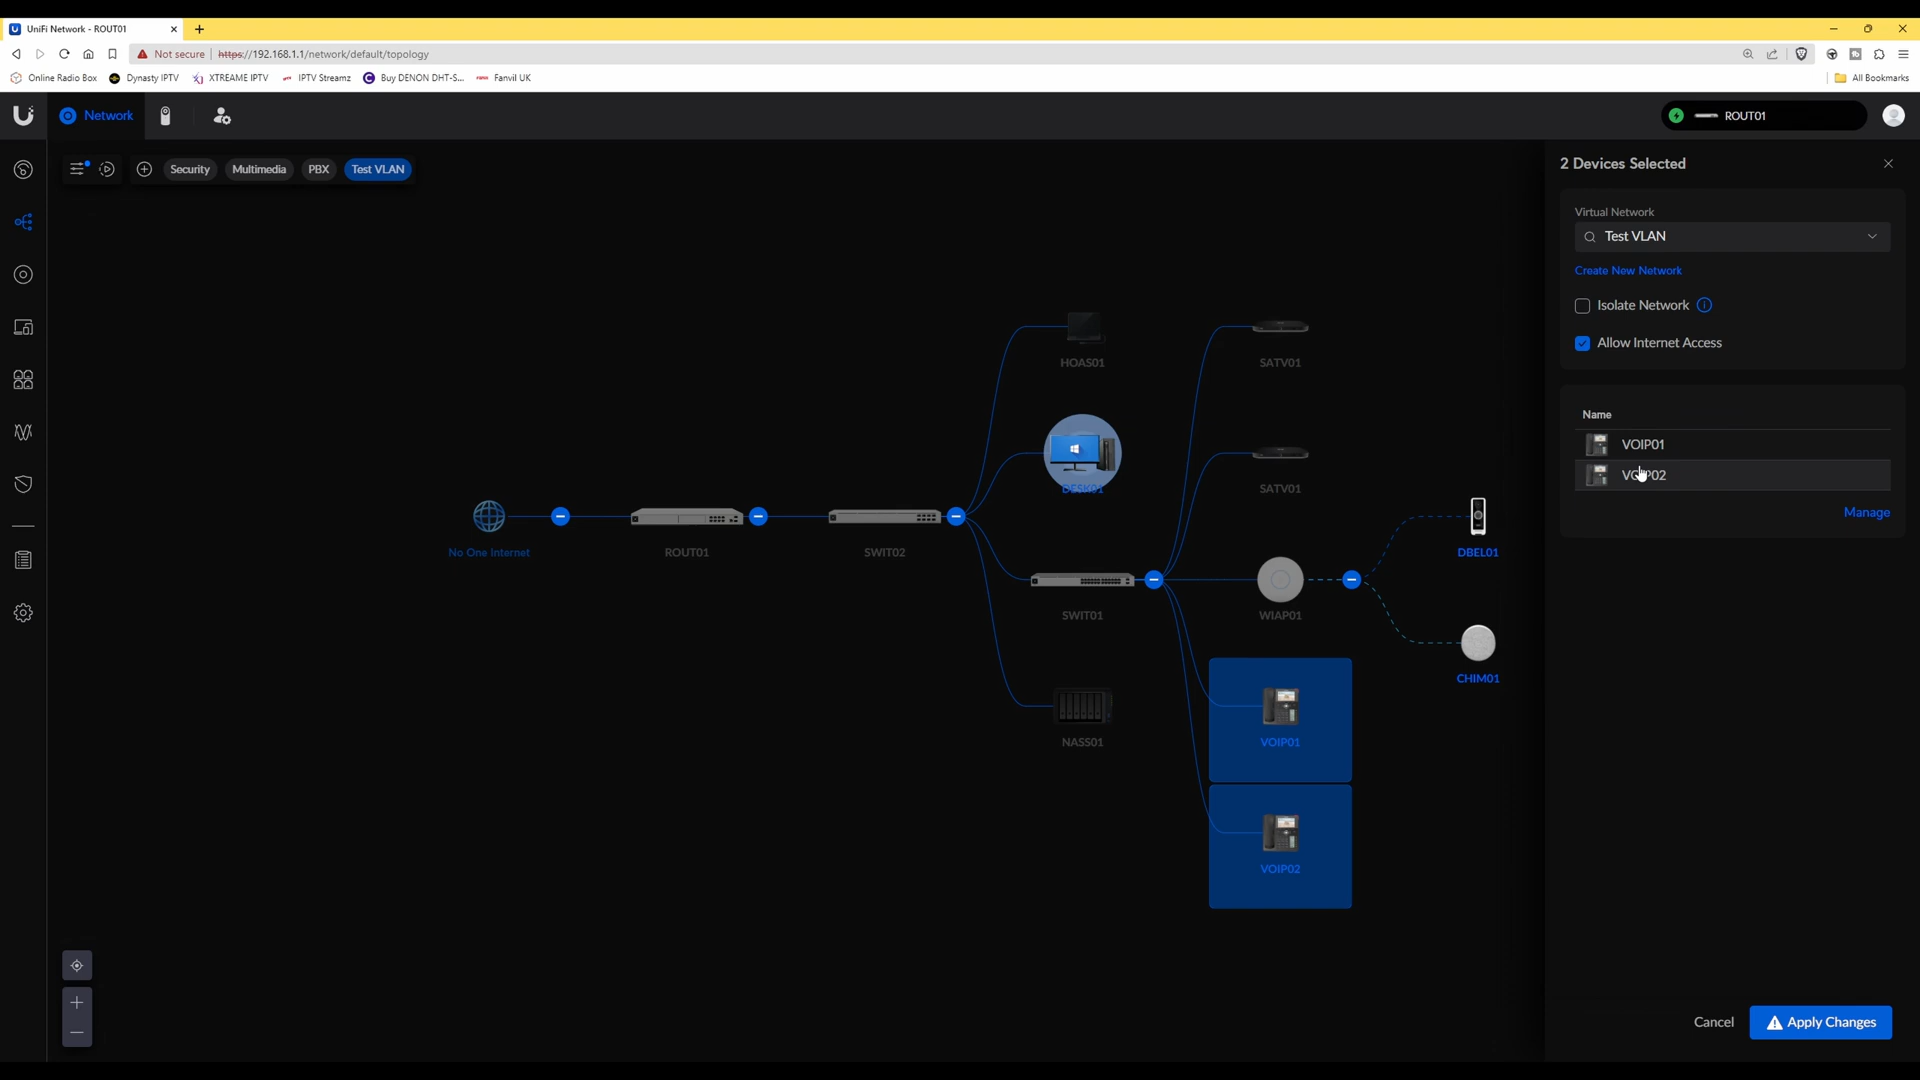 UniFi Network - ROUT01
Not secure https://192.168.1.1/network/default/topology
Online Radio Box Dynasty IPTV XTREAME IPTV IPTV Streamz Buy DENON DHT-S... Fanvil UK All Bookmarks
Network ROUT01
Security Multimedia PBX Test VLAN
2 Devices Selected
Virtual Network
Test VLAN
Create New Network
Isolate Network
Allow Internet Access
Name
VOIP01
VOIP02
Manage
HOAS01
SATV01
DESK01
SATV01
No One Internet
ROUT01
SWIT02
DBEL01
SWIT01
WIAP01
CHIM01
NASS01
VOIP01
VOIP02
Cancel Apply Changes